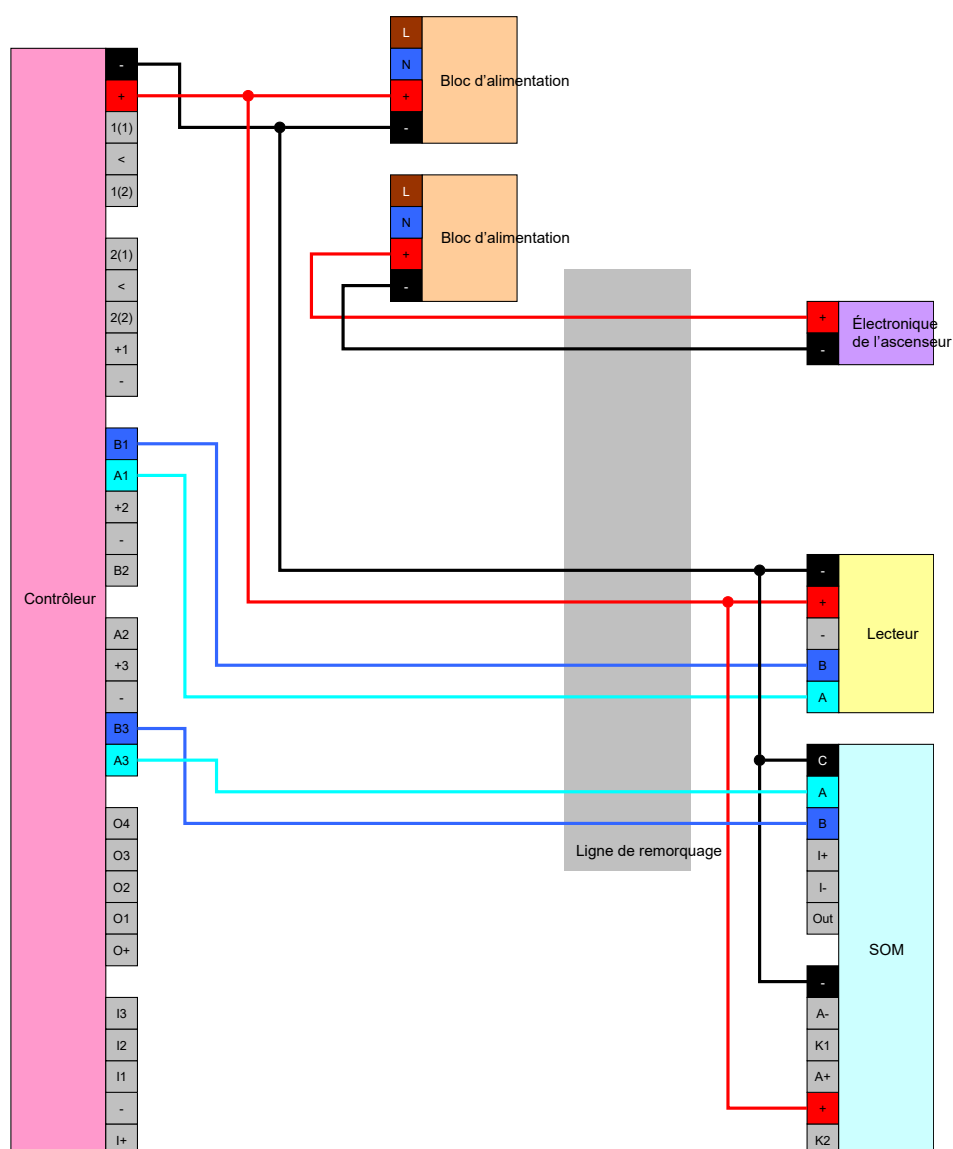 Contrôleur
-
+
1(1)
<
1(2)
2(1)
<
2(2)
+1
-
B1
A1
+2
-
B2
A2
+3
-
B3
A3
O4
O3
O2
O1
O+
I3
I2
I1
-
I+
L
N
+
-
Bloc d’alimentation
L
N
+
-
Bloc d’alimentation
Ligne de remorquage
+
-
Électronique
de l’ascenseur
-
+
-
B
A
Lecteur
C
A
B
I+
I-
Out
-
A-
K1
A+
+
K2
SOM